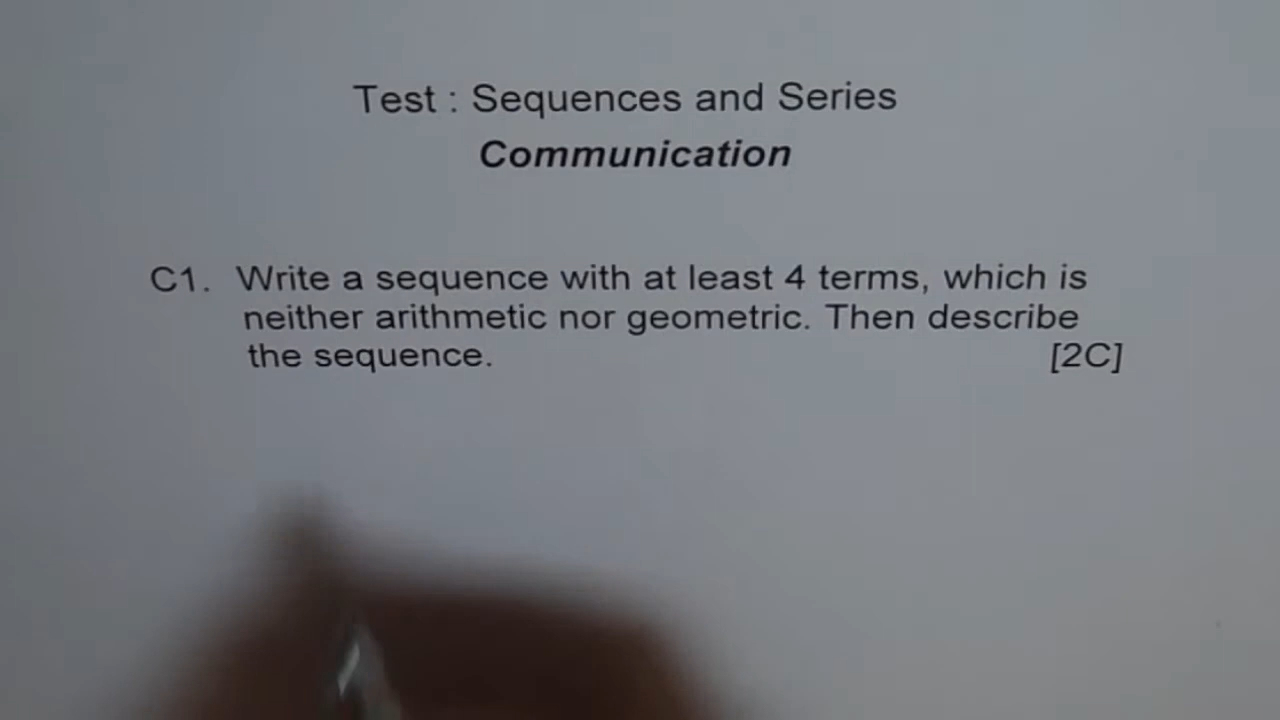 Test : Sequences and Series
Communication
C1. Write a sequence with at least 4 terms, which is
neither arithmetic nor geometric. Then describe
the sequence. [2C]